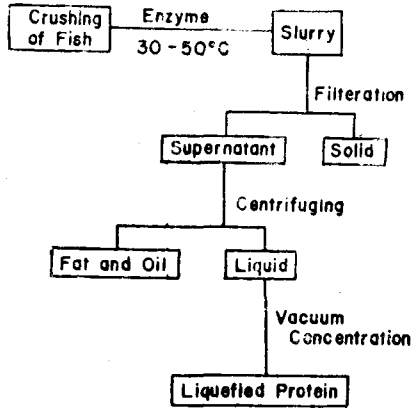 Crushing
of Fish
Enzyme
30-50°C
Slurry
Filteration
Supernatant
Solid
Centrifuging
Fat and Oil
Liquid
Vacuum
Concentration
Liquefied Protein